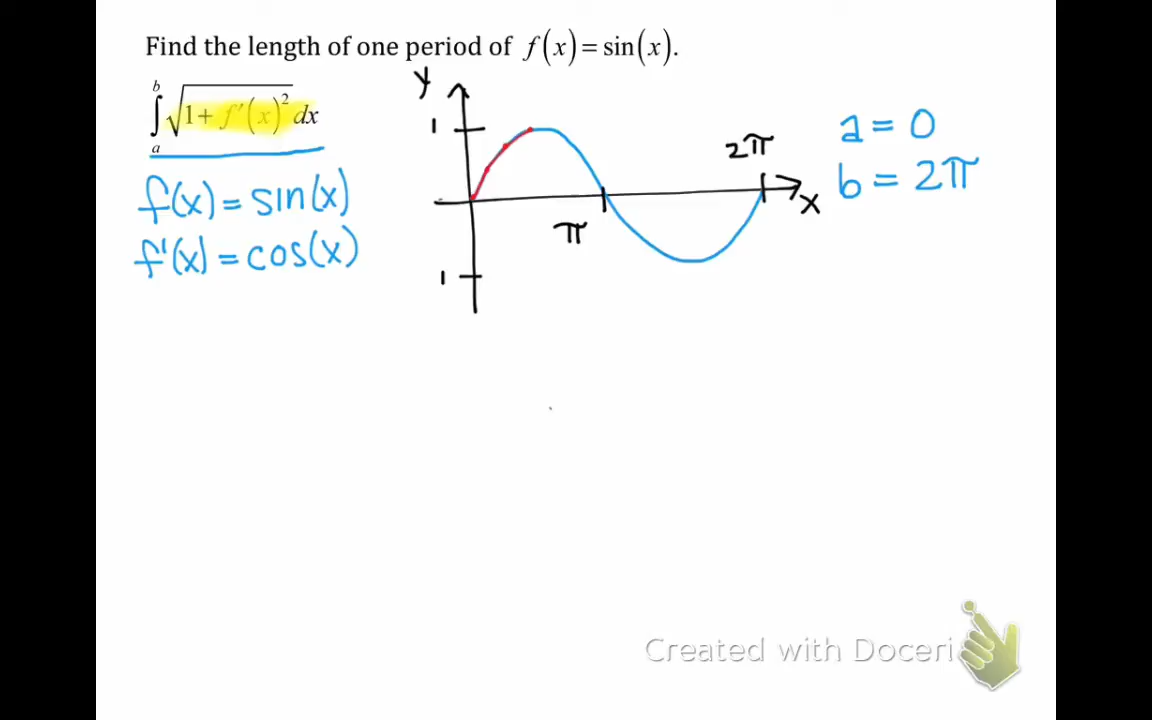 Find the length of one period of f(x) = sin(x).
∫ₐᵇ √(1 + f′(x)²) dx
f(x) = sin(x)
f'(x) = cos(x)
y
1
2π
x
π
1
a = 0
b = 2π
Created with Doceri